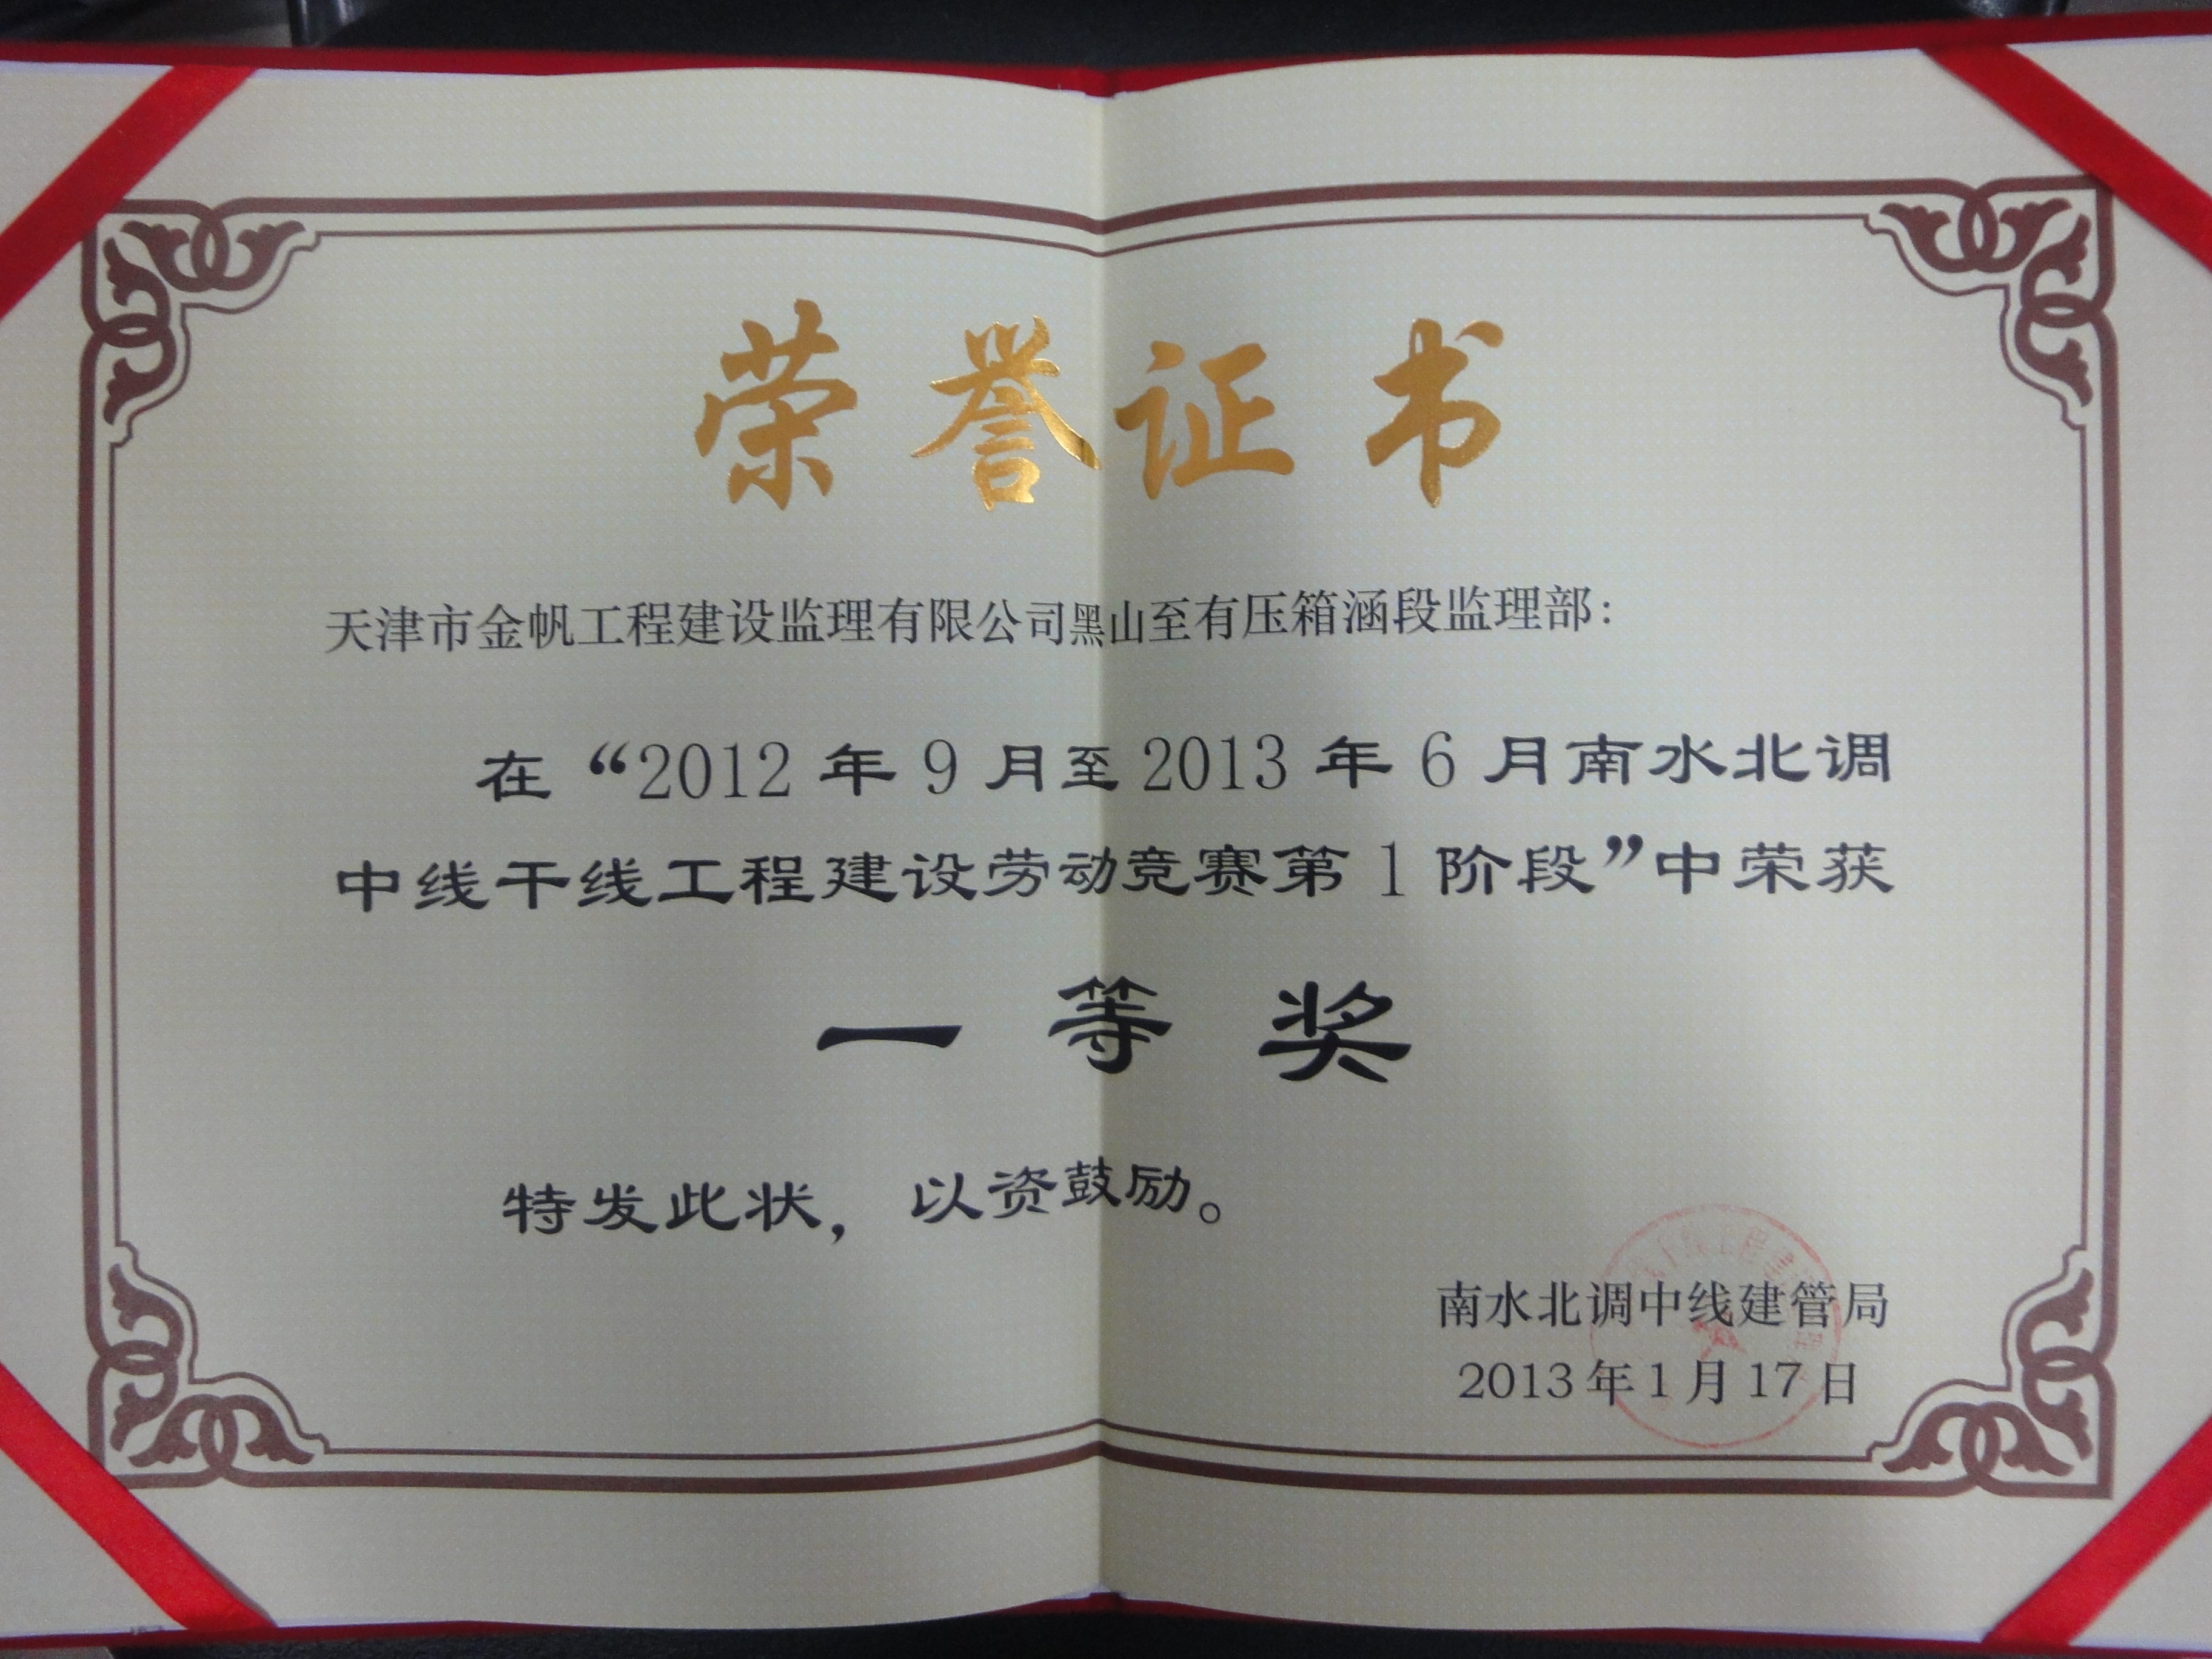 荣誉证书
天津市金帆工程建设监理有限公司黑山至有压箱涵段监理部：
在“2012年9月至2013年6月南水北调
中线干线工程建设劳动竞赛第1阶段”中荣获
一等奖
特发此状，以资鼓励。
南水北调中线建管局
2013年1月17日